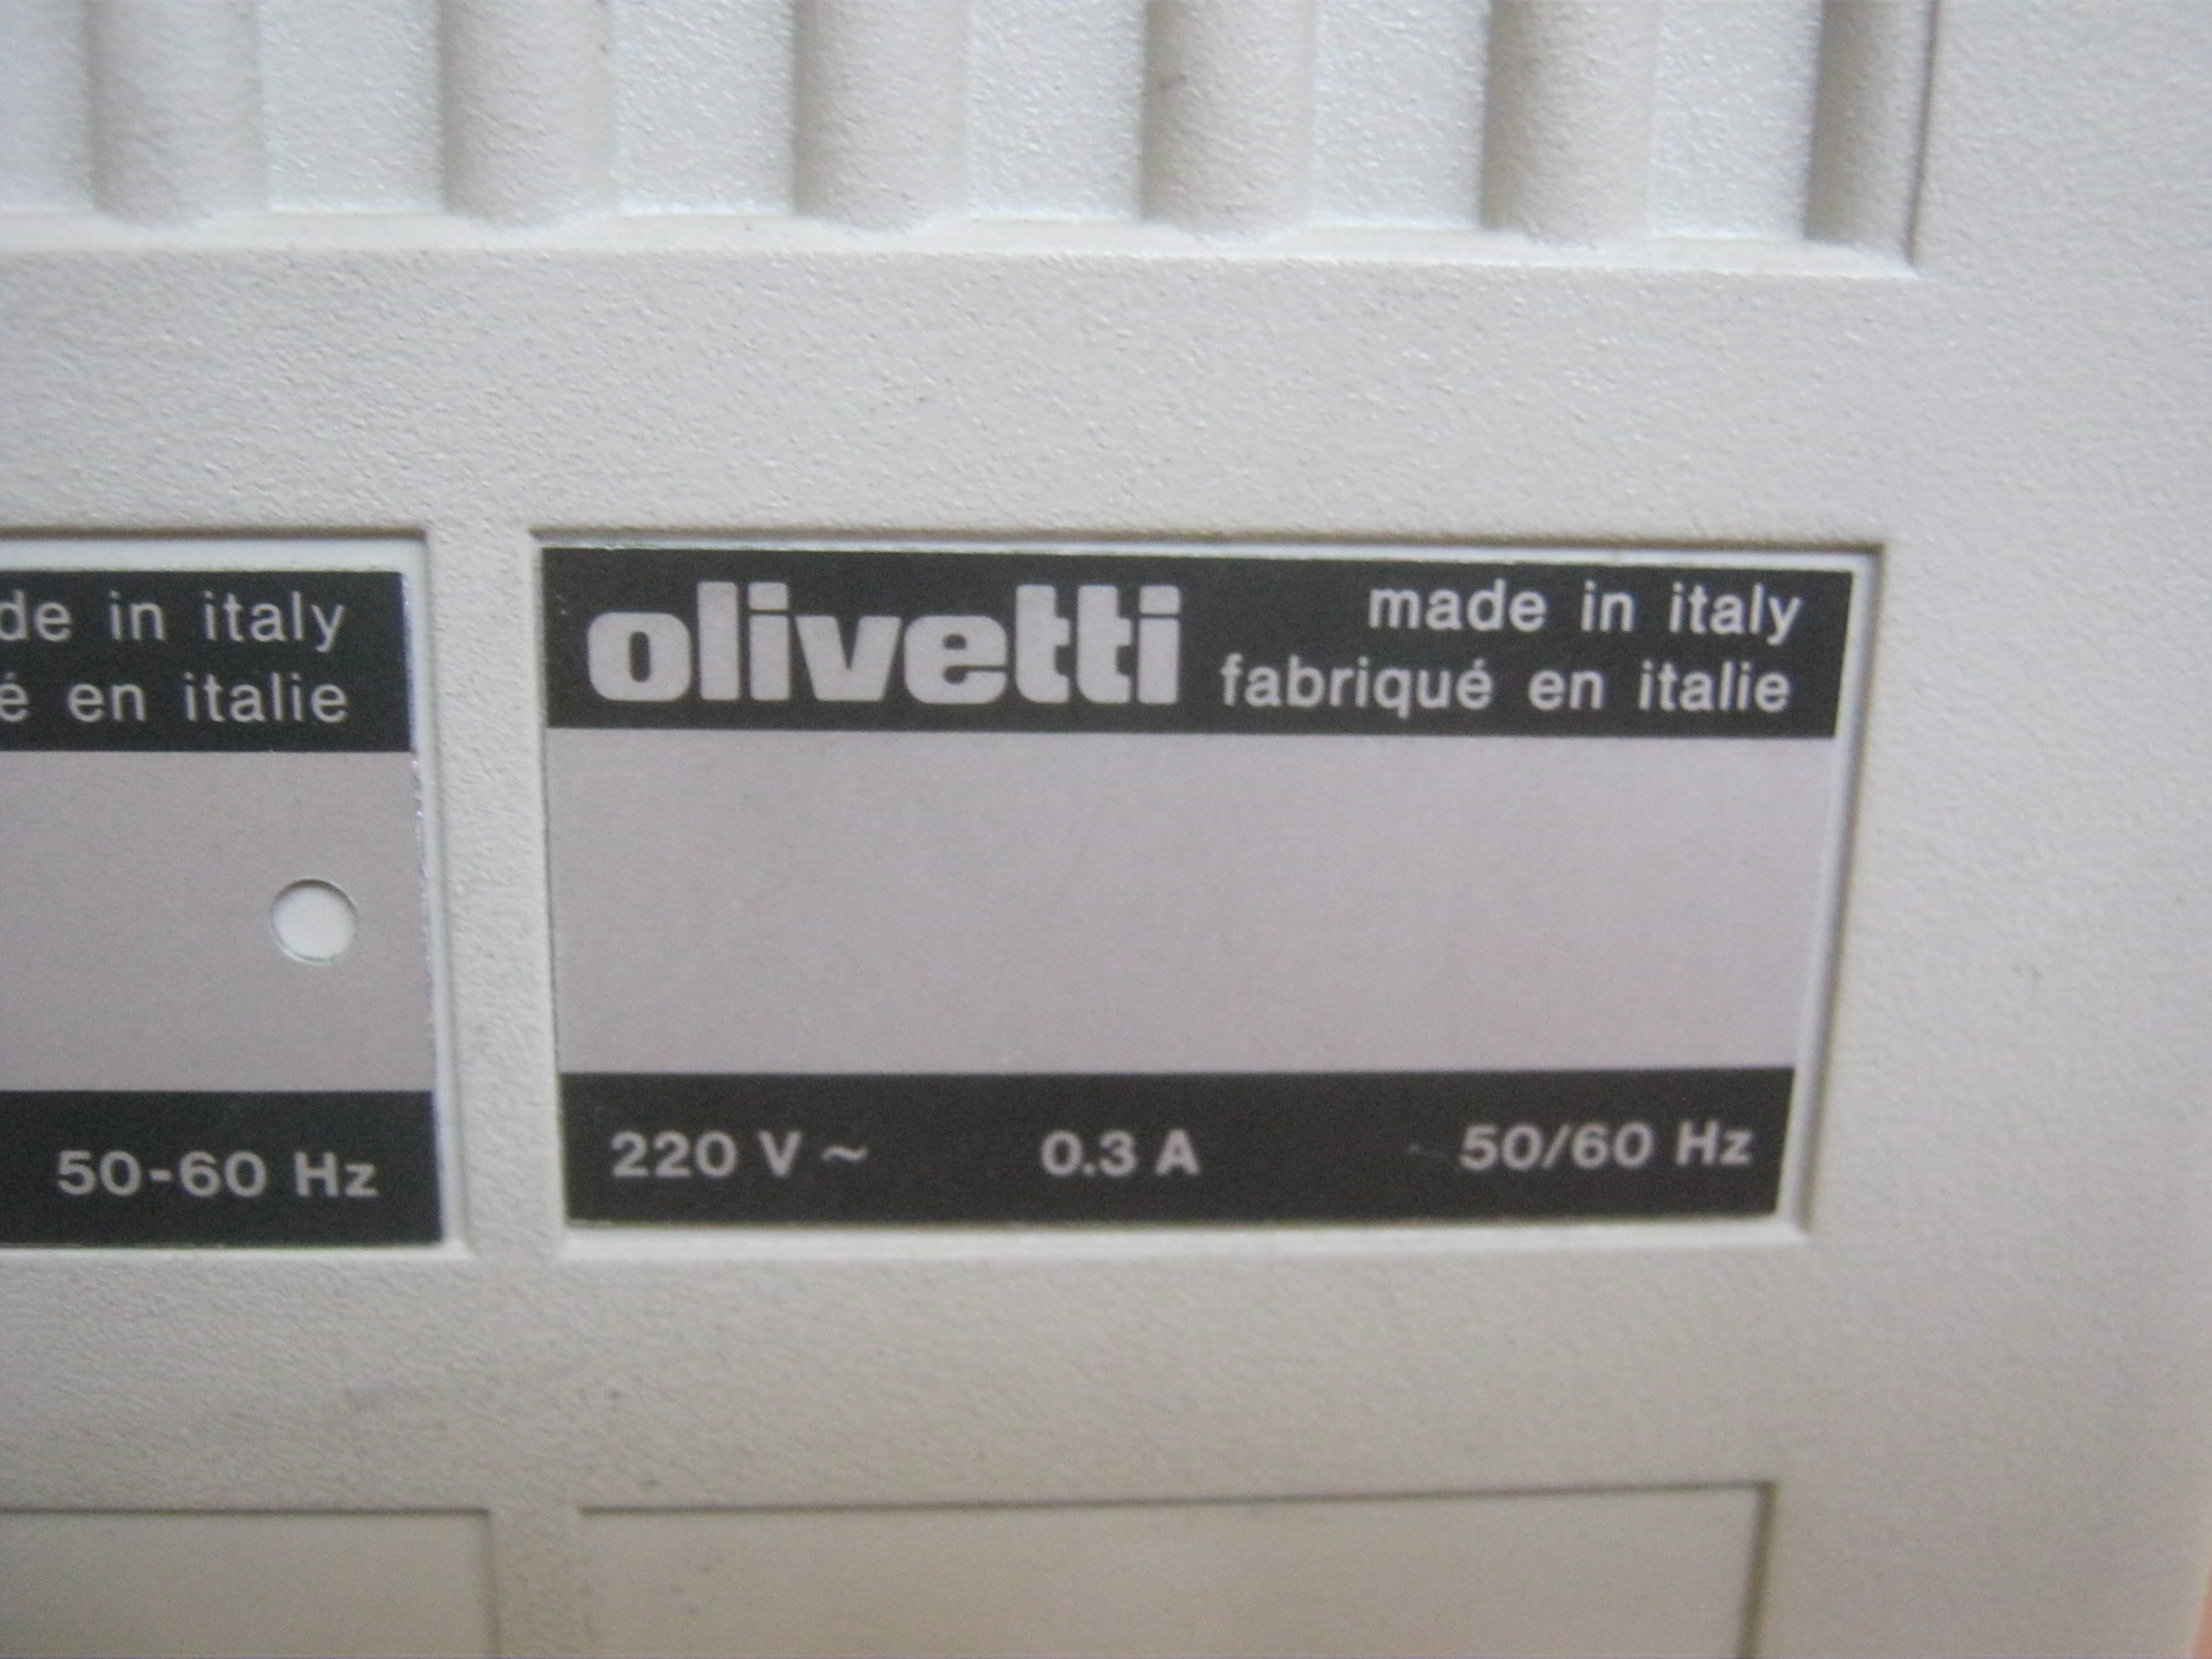 de in italy
é en italie
50-60 Hz
olivetti
made in italy
fabriqué en italie
220 V ~ 0.3 A 50/60 Hz